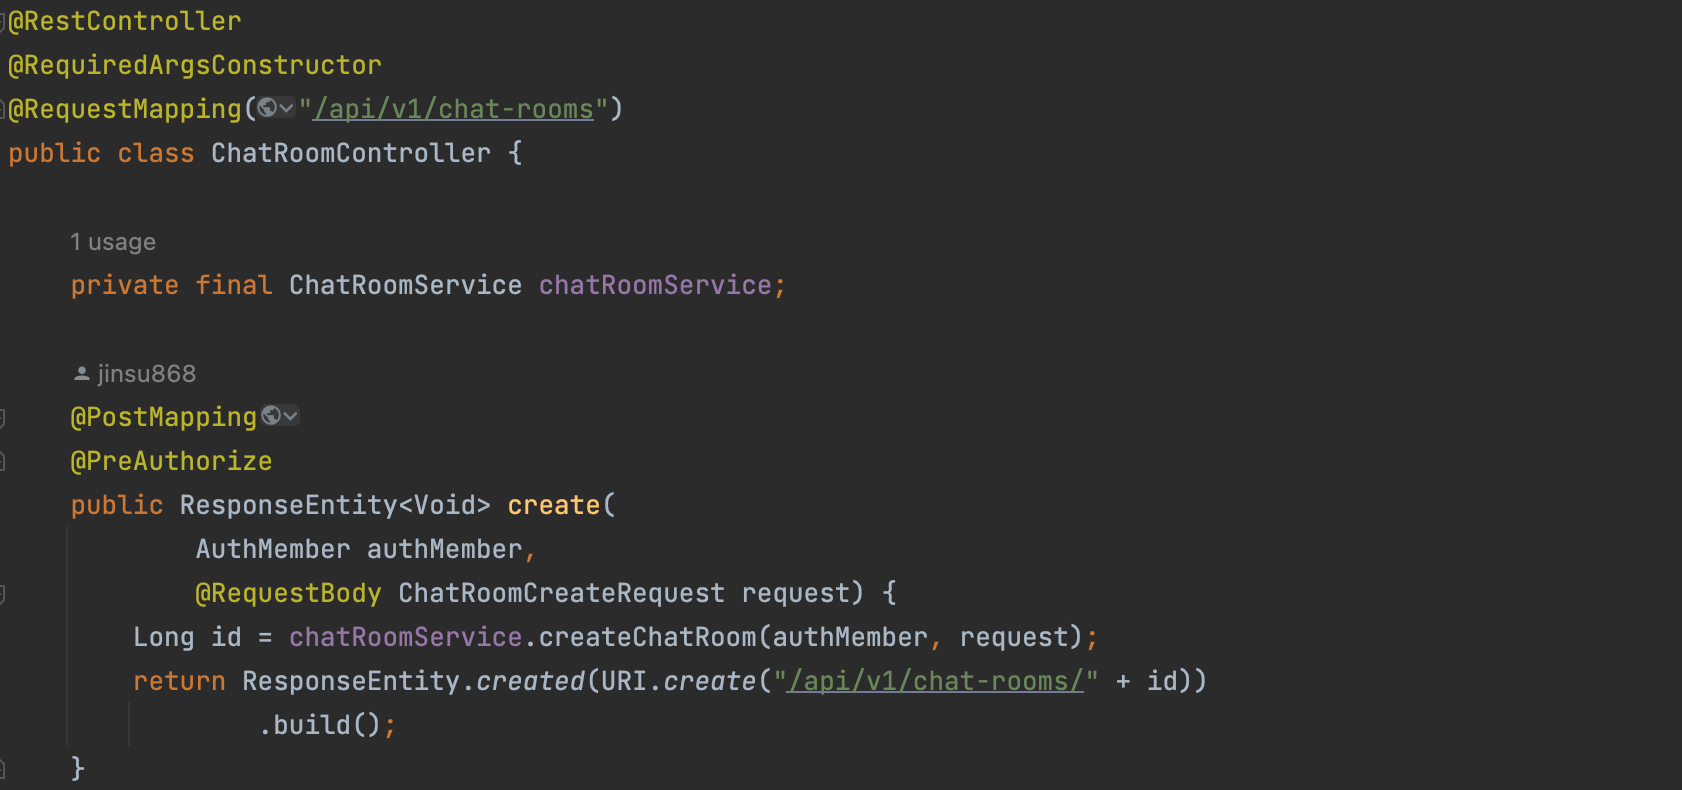 @RestController
@RequiredArgsConstructor
@RequestMapping("/api/v1/chat-rooms")
public class ChatRoomController {
1 usage
private final ChatRoomService chatRoomService;
jinsu868
@PostMapping
@PreAuthorize
public ResponseEntity<Void> create(
AuthMember authMember,
@RequestBody ChatRoomCreateRequest request) {
Long id = chatRoomService.createChatRoom(authMember, request);
return ResponseEntity.created(URI.create("/api/v1/chat-rooms/" + id))
.build();
}